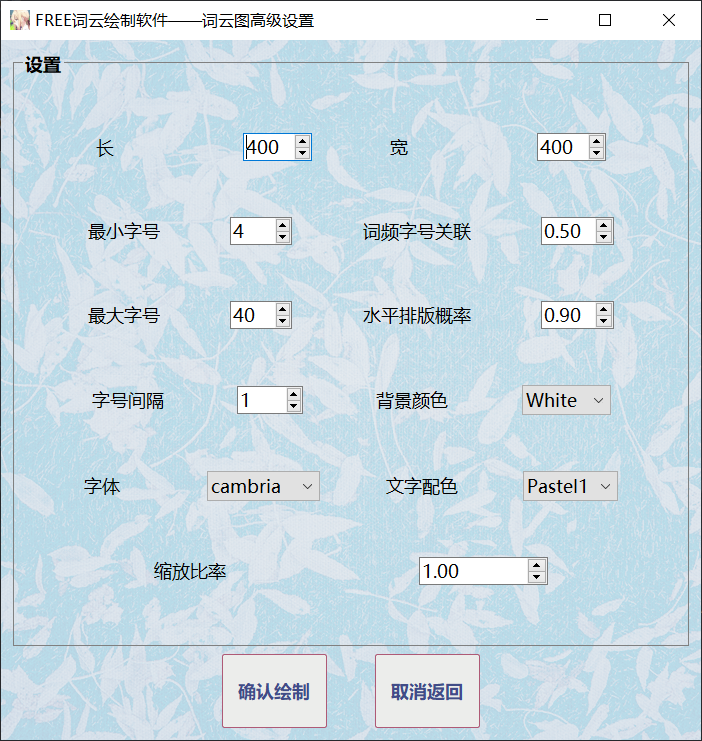 FREE词云绘制软件——词云图高级设置
设置
长 400 宽 400
最小字号 4 词频字号关联 0.50
最大字号 40 水平排版概率 0.90
字号间隔 1 背景颜色 White
字体 cambria 文字配色 Pastel1
缩放比率 1.00
确认绘制 取消返回